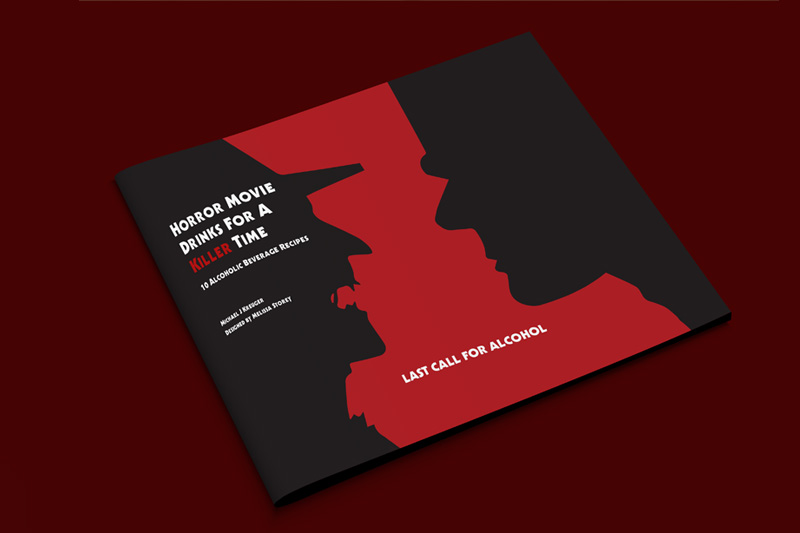 Horror Movie
Drinks For A
Killer Time
10 Alcoholic Beverage Recipes
Michael J Kreuger
Designed by Melissa Storey
LAST CALL FOR ALCOHOL